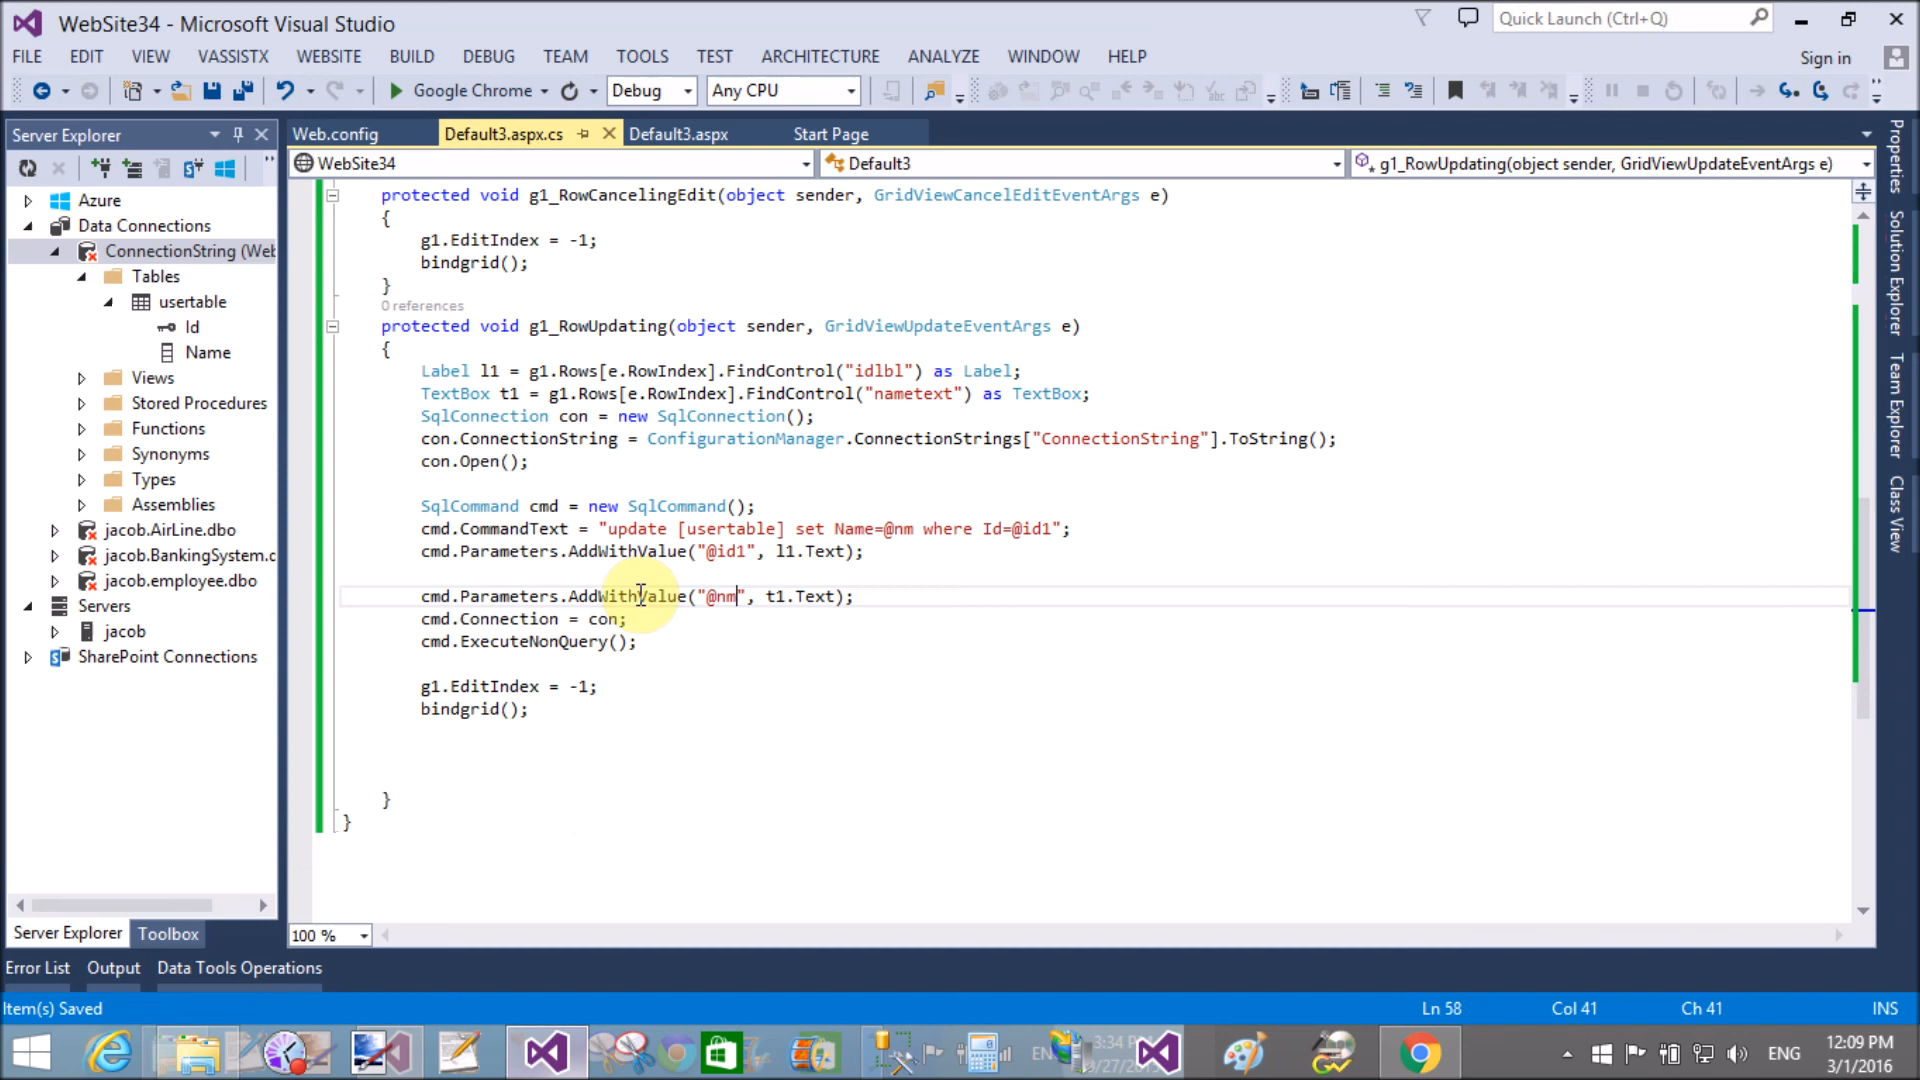 WebSite34 - Microsoft Visual Studio
Quick Launch (Ctrl+Q)
FILE EDIT VIEW VASSISTX WEBSITE BUILD DEBUG TEAM TOOLS TEST ARCHITECTURE ANALYZE WINDOW HELP
Sign in
Google Chrome Debug Any CPU
Server Explorer
Web.config Default3.aspx.cs Default3.aspx Start Page
WebSite34 Default3 g1_RowUpdating(object sender, GridViewUpdateEventArgs e)
Azure
Data Connections
ConnectionString (Web
Tables
usertable
Id
Name
Views
Stored Procedures
Functions
Synonyms
Types
Assemblies
jacob.AirLine.dbo
jacob.BankingSystem.c
jacob.employee.dbo
Servers
jacob
SharePoint Connections
Server Explorer Toolbox
protected void g1_RowCancelingEdit(object sender, GridViewCancelEditEventArgs e)
{
g1.EditIndex = -1;
bindgrid();
}
0 references
protected void g1_RowUpdating(object sender, GridViewUpdateEventArgs e)
{
Label l1 = g1.Rows[e.RowIndex].FindControl("idlbl") as Label;
TextBox t1 = g1.Rows[e.RowIndex].FindControl("nametext") as TextBox;
SqlConnection con = new SqlConnection();
con.ConnectionString = ConfigurationManager.ConnectionStrings["ConnectionString"].ToString();
con.Open();
SqlCommand cmd = new SqlCommand();
cmd.CommandText = "update [usertable] set Name=@nm where Id=@id1";
cmd.Parameters.AddWithValue("@id1", l1.Text);
cmd.Parameters.AddWithValue("@nm", t1.Text);
cmd.Connection = con;
cmd.ExecuteNonQuery();
g1.EditIndex = -1;
bindgrid();
}
}
100 %
Properties
Solution Explorer
Team Explorer
Class View
Error List Output Data Tools Operations
Item(s) Saved
Ln 58 Col 41 Ch 41 INS
ENG
12:09 PM
3/1/2016